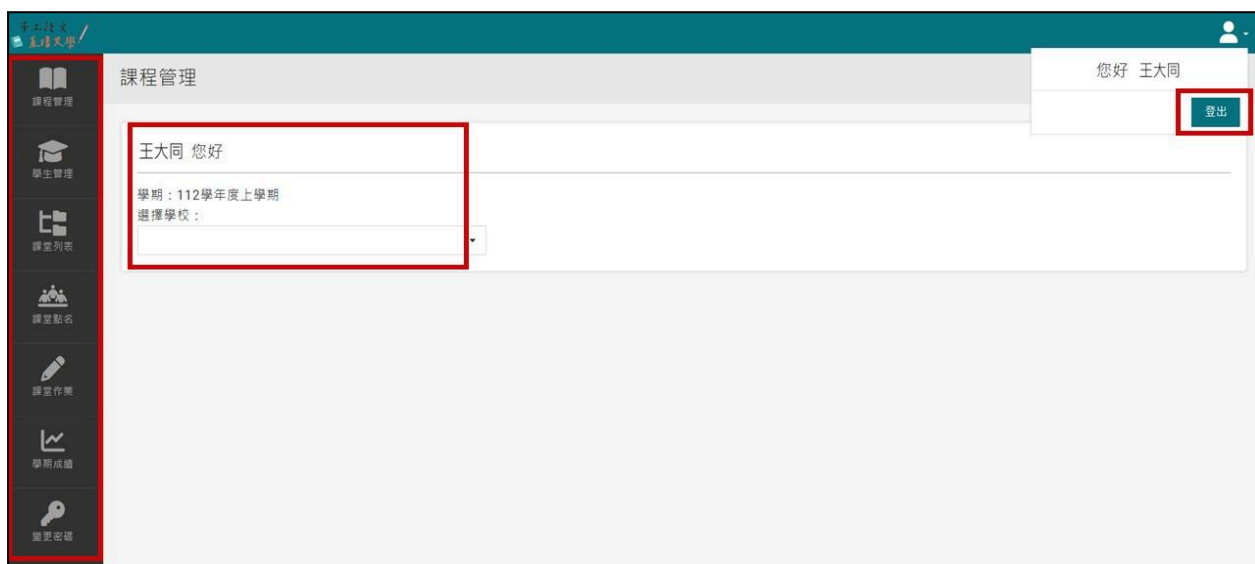 您好 王大同
登出
課程管理
學生管理
課堂列表
課堂點名
課堂作業
學期成績
變更密碼
課程管理
王大同 您好
學期：112學年度上學期
選擇學校：